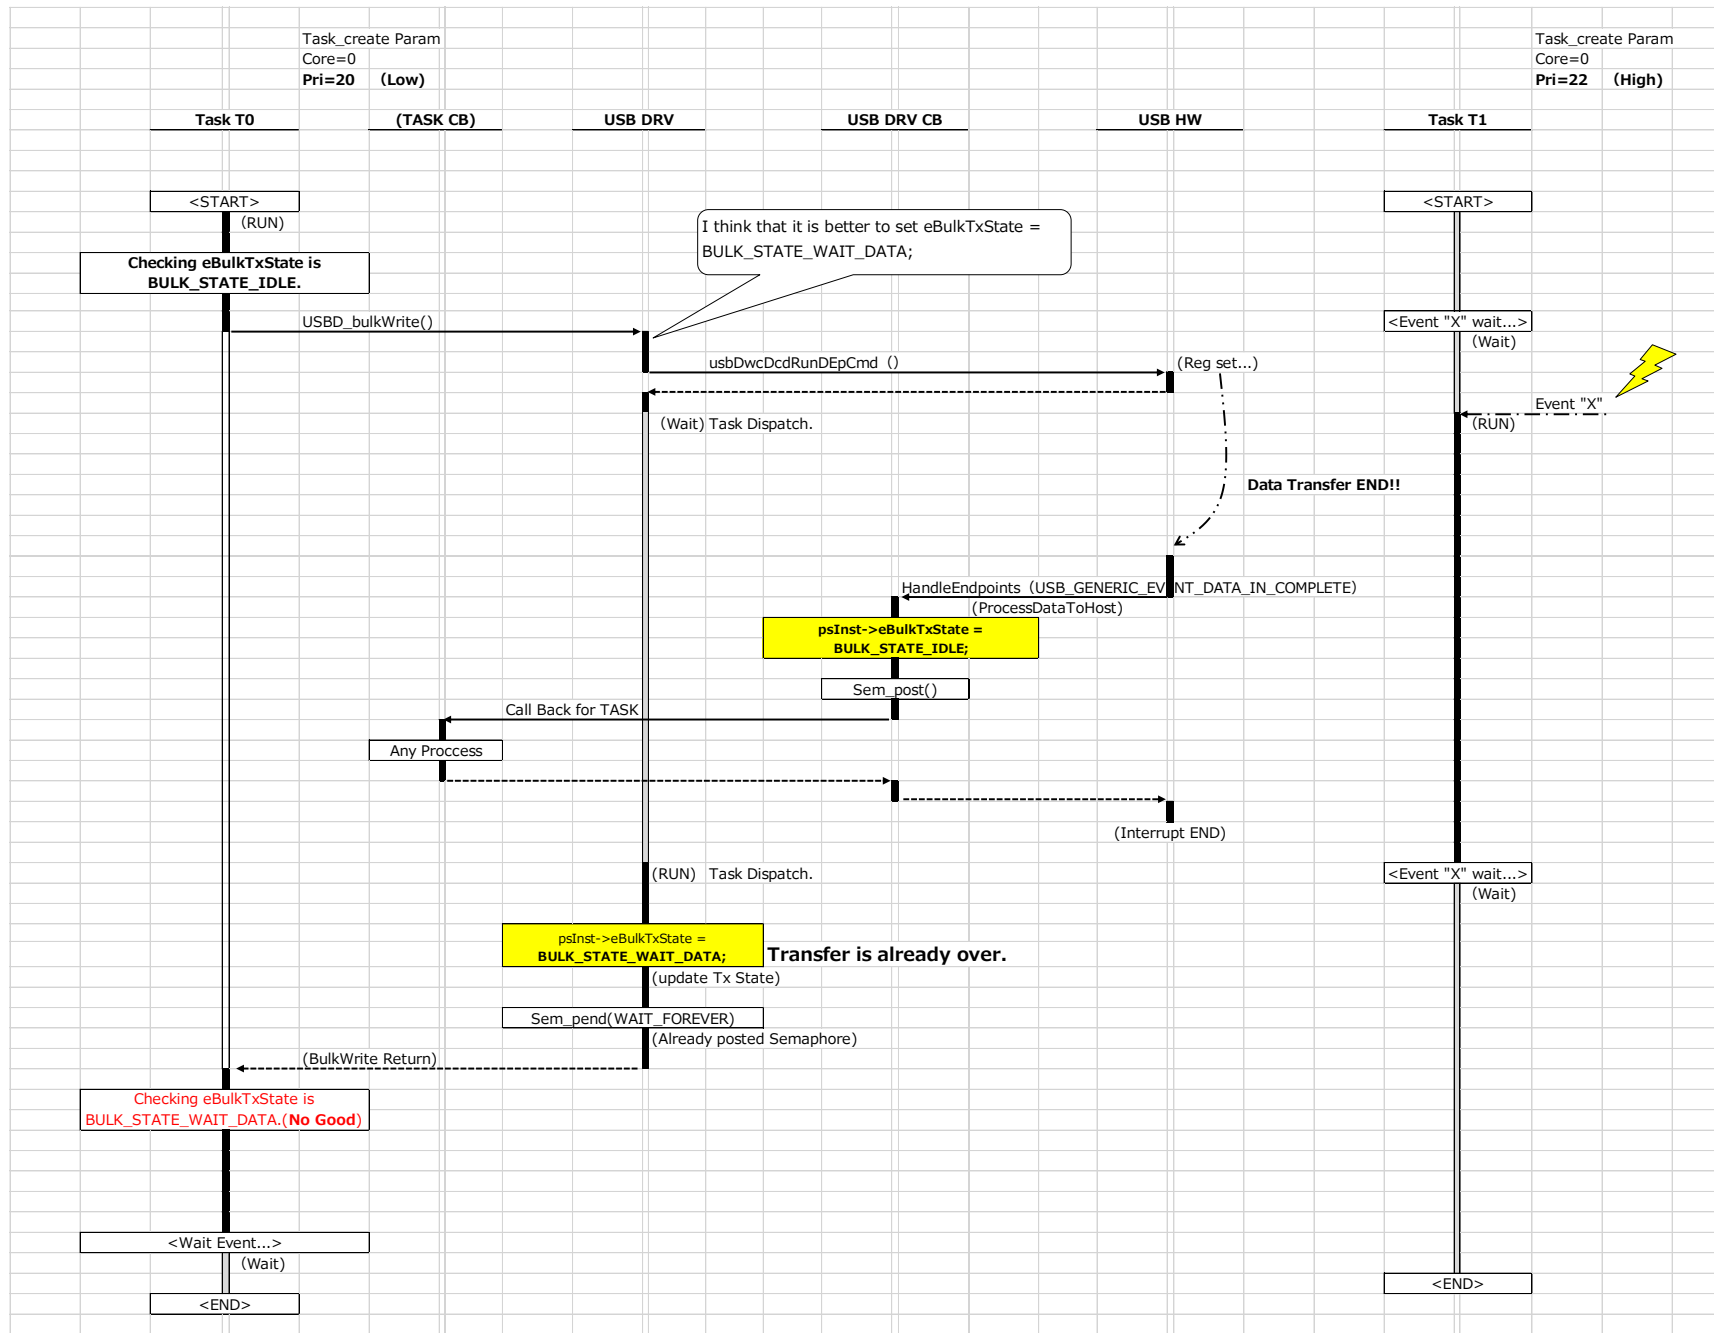 Task_create Param
Core=0
Pri=20 (Low)
Task_create Param
Core=0
Pri=22 (High)
Task T0
(TASK CB)
USB DRV
USB DRV CB
USB HW
Task T1
<START>
(RUN)
<START>
I think that it is better to set eBulkTxState =
BULK_STATE_WAIT_DATA;
Checking eBulkTxState is
BULK_STATE_IDLE.
USBD_bulkWrite()
<Event "X" wait...>
(Wait)
usbDwcDcdRunDEpCmd ()
(Reg set...)
Event "X"
(Wait) Task Dispatch.
(RUN)
Data Transfer END!!
HandleEndpoints (USB_GENERIC_EVENT_DATA_IN_COMPLETE)
(ProcessDataToHost)
psInst->eBulkTxState =
BULK_STATE_IDLE;
Sem_post()
Call Back for TASK
Any Proccess
(Interrupt END)
(RUN) Task Dispatch.
<Event "X" wait...>
(Wait)
psInst->eBulkTxState =
BULK_STATE_WAIT_DATA;
Transfer is already over.
(update Tx State)
Sem_pend(WAIT_FOREVER)
(Already posted Semaphore)
(BulkWrite Return)
Checking eBulkTxState is
BULK_STATE_WAIT_DATA.(No Good)
<Wait Event...>
(Wait)
<END>
<END>